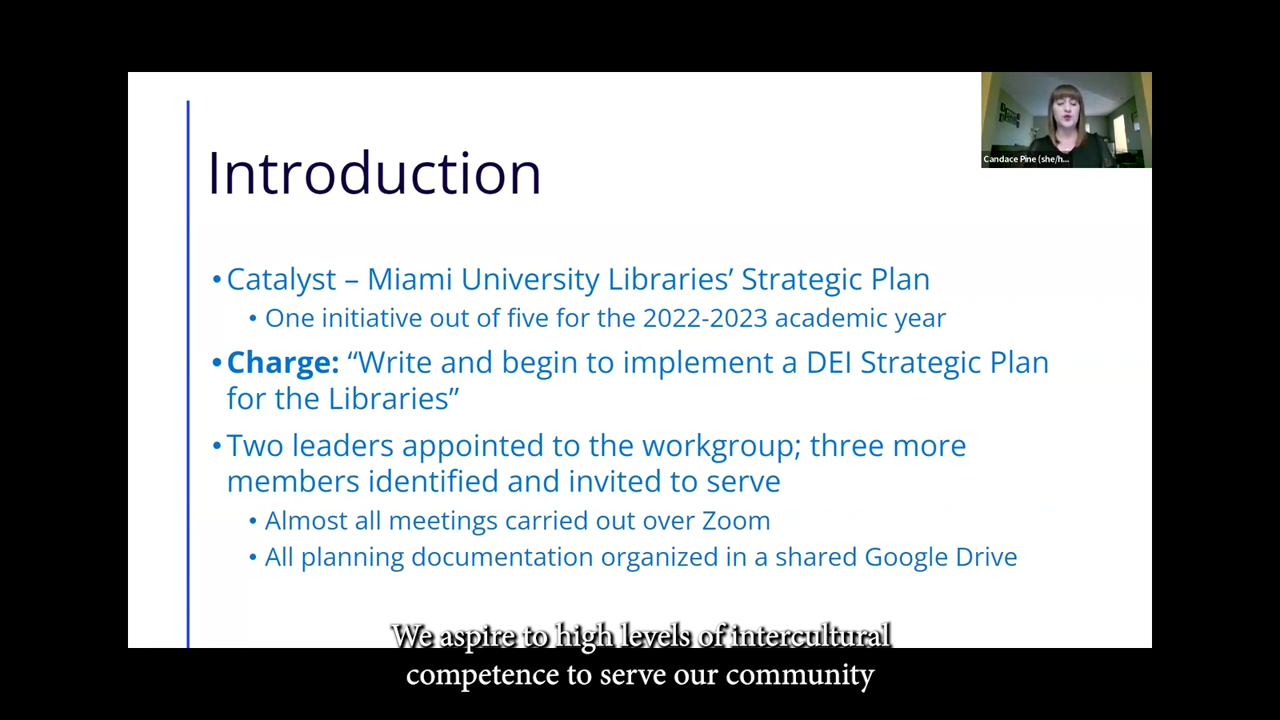 Candace Pine (she/h...
Introduction
• Catalyst – Miami University Libraries’ Strategic Plan
• One initiative out of five for the 2022-2023 academic year
• Charge: “Write and begin to implement a DEI Strategic Plan
for the Libraries”
• Two leaders appointed to the workgroup; three more
members identified and invited to serve
• Almost all meetings carried out over Zoom
• All planning documentation organized in a shared Google Drive
We aspire to high levels of intercultural
competence to serve our community